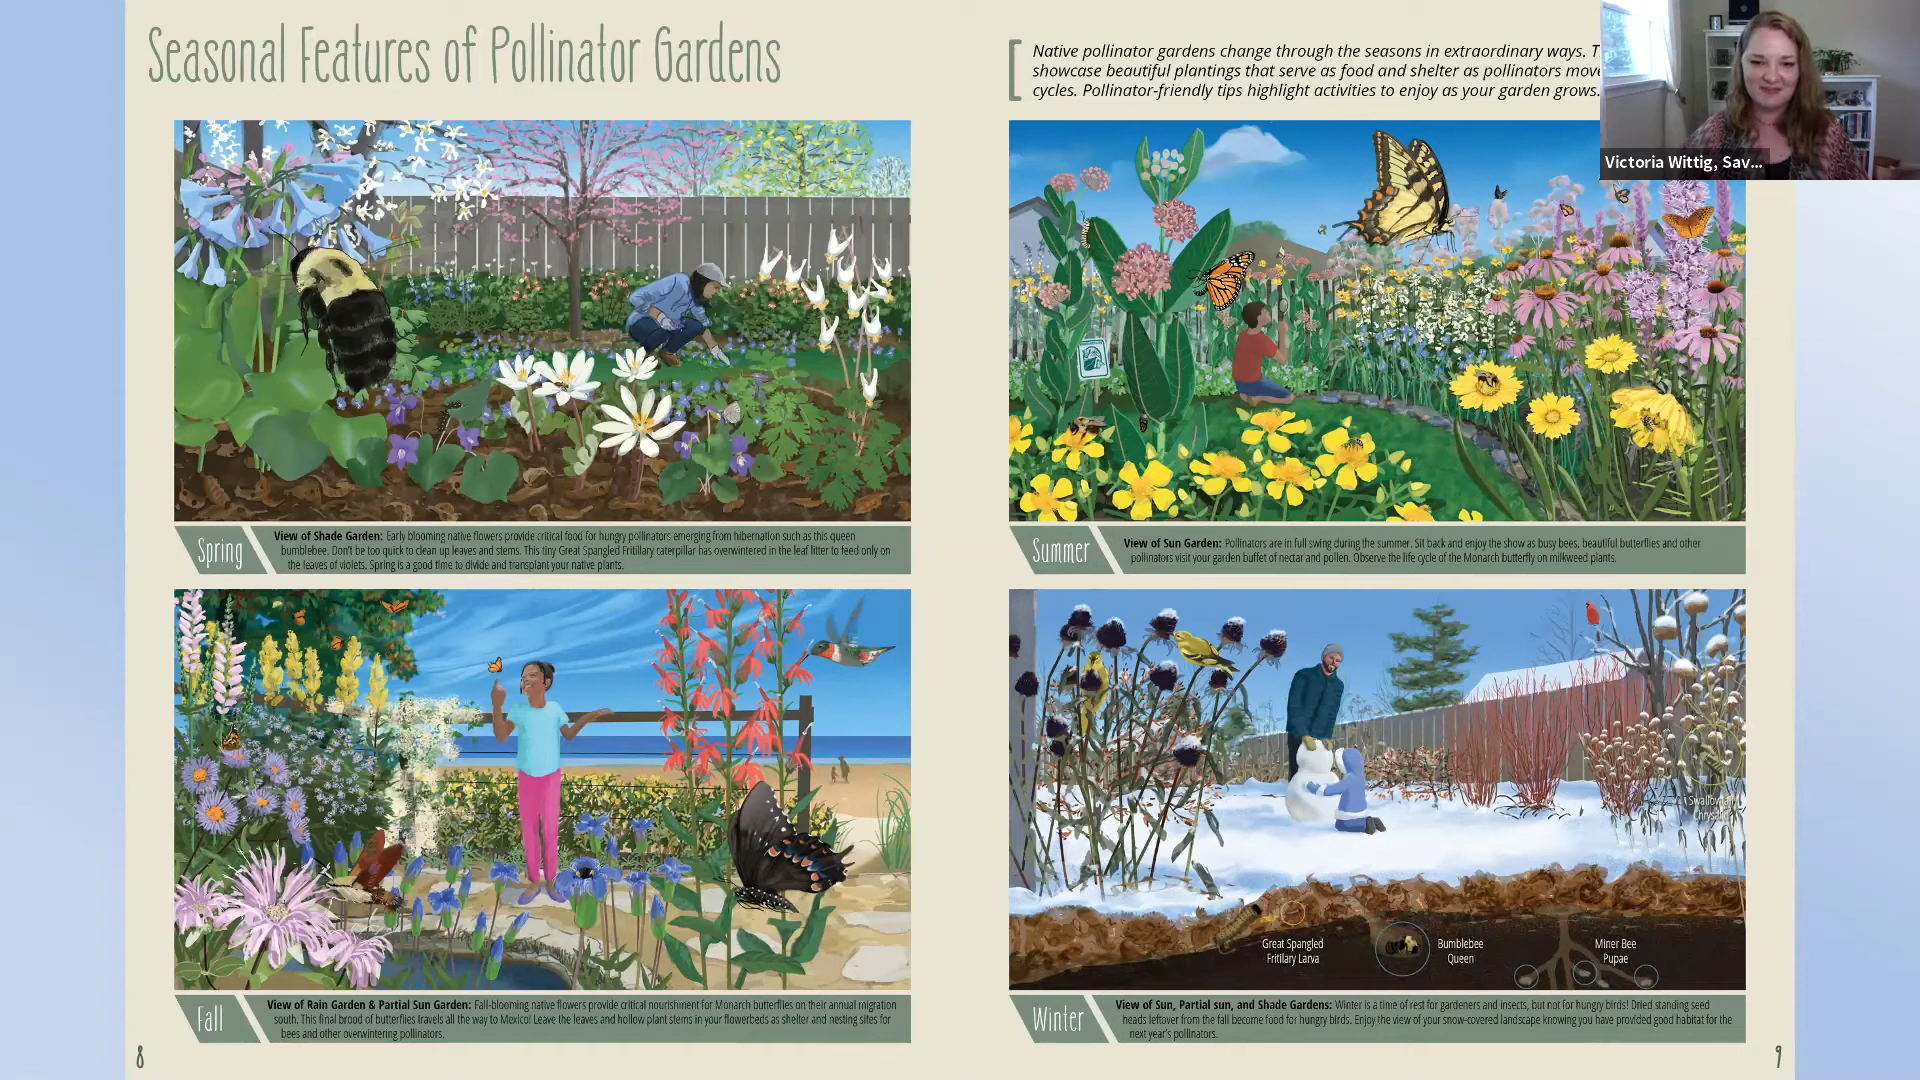 Seasonal Features of Pollinator Gardens
Native pollinator gardens change through the seasons in extraordinary ways. T
showcase beautiful plantings that serve as food and shelter as pollinators move
cycles. Pollinator-friendly tips highlight activities to enjoy as your garden grows.
Victoria Wittig, Sav...
Spring
View of Shade Garden: Early blooming native flowers provide critical food for hungry pollinators emerging from hibernation such as this queen
bumblebee. Don't be too quick to clean up leaves and stems. This tiny Great Spangled Fritillary caterpillar has overwintered in the leaf litter to feed only on
the leaves of violets. Spring is a good time to divide and transplant your native plants.
Summer
View of Sun Garden: Pollinators are in full swing during the summer. Sit back and enjoy the show as busy bees, beautiful butterflies and other
pollinators visit your garden buffet of nectar and pollen. Observe the life cycle of the Monarch butterfly on milkweed plants.
Swallowtail
Chrysalis
Great Spangled
Fritilary Larva
Bumblebee
Queen
Miner Bee
Pupae
Fall
View of Rain Garden & Partial Sun Garden: Fall-blooming native flowers provide critical nourishment for Monarch butterflies on their annual migration
south. This final brood of butterflies travels all the way to Mexico! Leave the leaves and hollow plant stems in your flowerbeds as shelter and nesting sites for
bees and other overwintering pollinators.
Winter
View of Sun, Partial sun, and Shade Gardens: Winter is a time of rest for gardeners and insects, but not for hungry birds! Dried standing seed
heads leftover from the fall become food for hungry birds. Enjoy the view of your snow-covered landscape knowing you have provided good habitat for the
next year's pollinators.
8
9